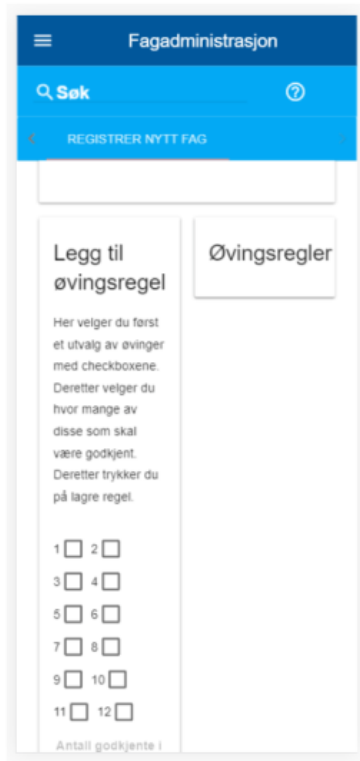 Fagadministrasjon
Søk
REGISTRER NYTT FAG
Legg til
øvingsregel
Øvingsregler
Her velger du først
et utvalg av øvinger
med checkboxene.
Deretter velger du
hvor mange av
disse som skal
være godkjent.
Deretter trykker du
på lagre regel.
1 2
3 4
5 6
7 8
9 10
11 12
Antall godkjente i